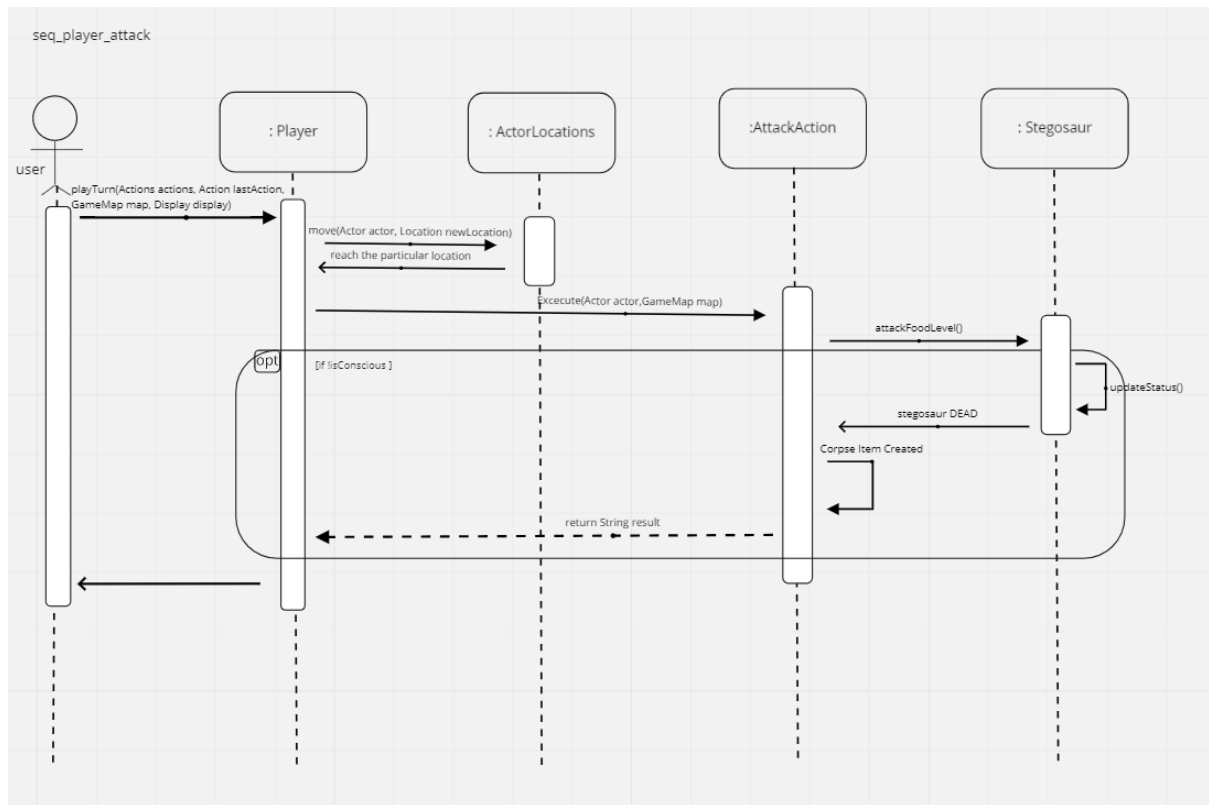 seq_player_attack
: Player
: ActorLocations
:AttackAction
: Stegosaur
user
playTurn(Actions actions, Action lastAction,
GameMap map, Display display)
move(Actor actor, Location newLocation)
reach the particular location
Excecute(Actor actor,GameMap map)
attackFoodLevel()
opt
[if !isConscious ]
updateStatus()
stegosaur DEAD
Corpse Item Created
return String result